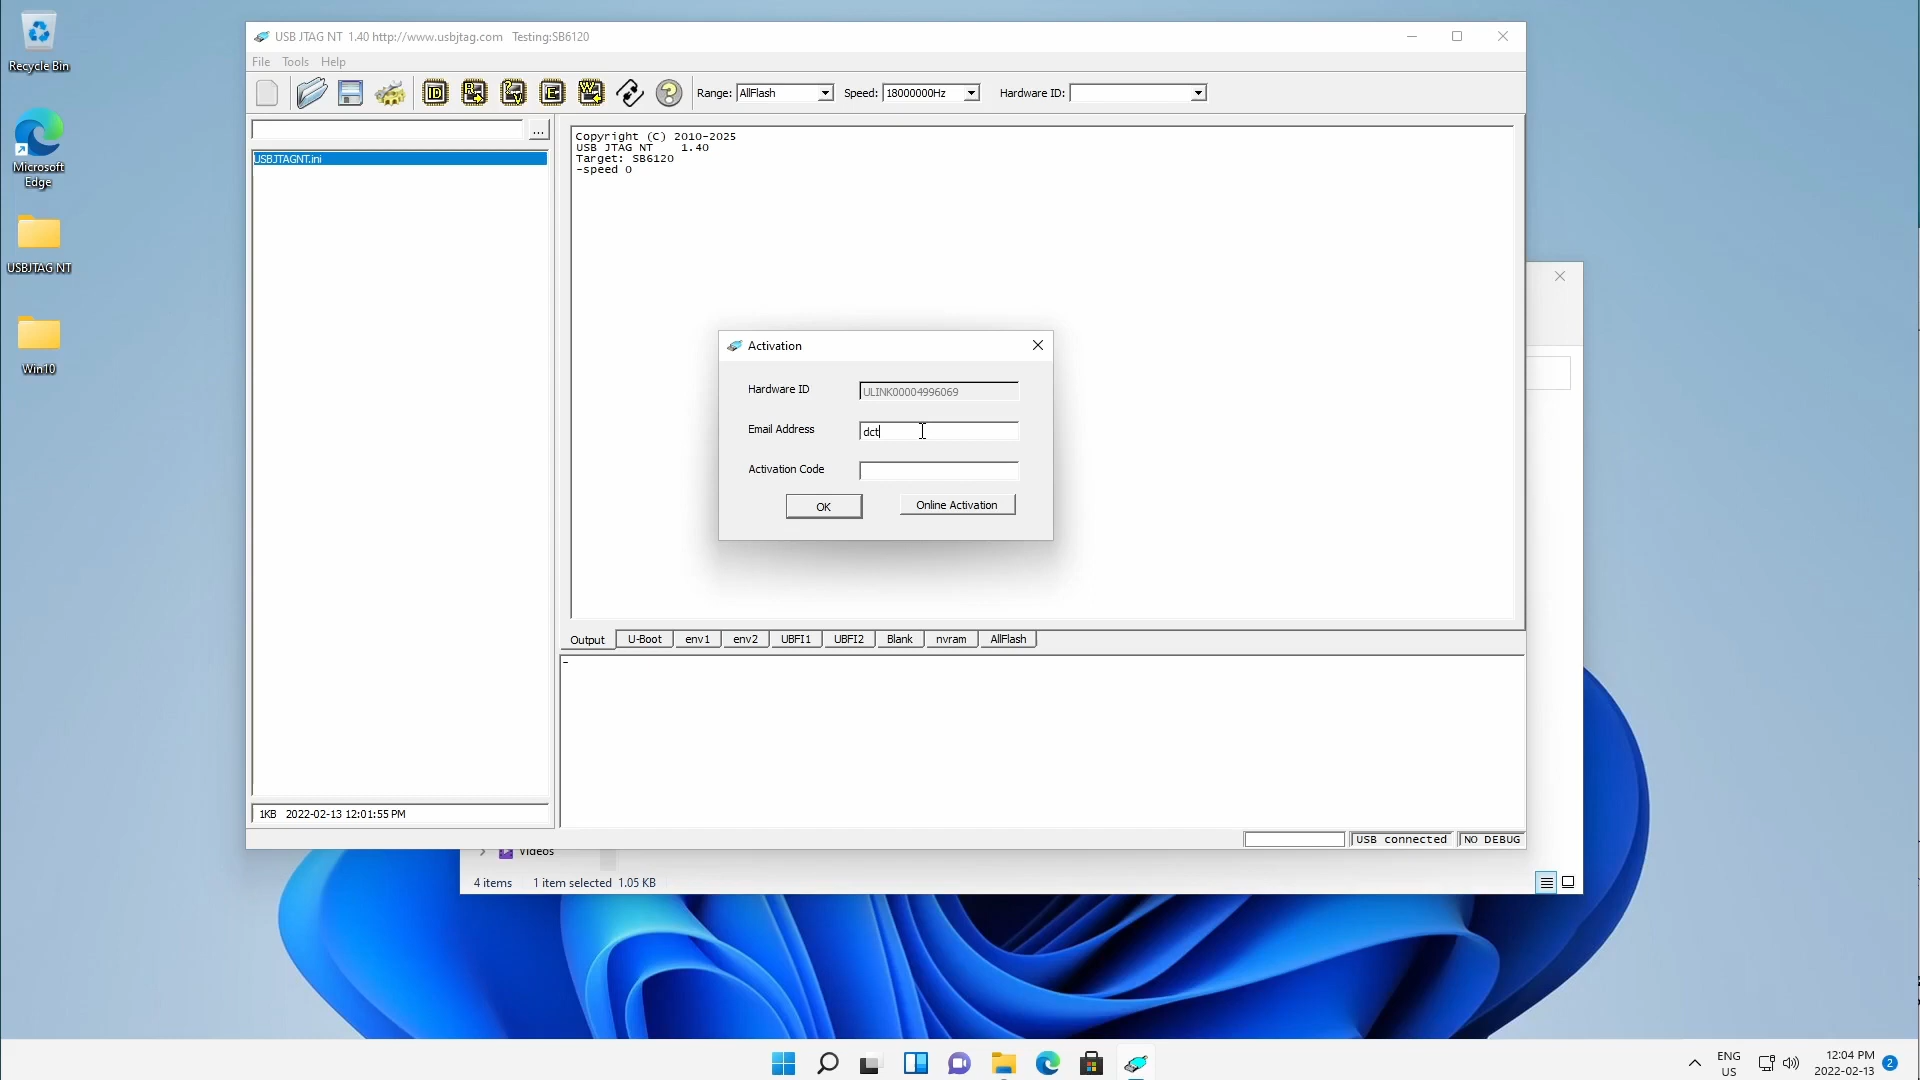 Recycle Bin
Microsoft
Edge
USBJTAG NT
Win10
USB JTAG NT 1.40 http://www.usbjtag.com Testing:SB6120
File Tools Help
ID
R
?
V
E
W
?
Range: AllFlash Speed: 18000000Hz Hardware ID:
...
USBJTAGNT.ini
Copyright (C) 2010-2025
USB JTAG NT 1.40
Target: SB6120
-speed 0
Activation
Hardware ID ULINK00004996069
Email Address dct
Activation Code
OK Online Activation
Output U-Boot env1 env2 UBFI1 UBFI2 Blank nvram AllFlash
-
1KB 2022-02-13 12:01:55 PM
USB connected NO DEBUG
Videos
4 items 1 item selected 1.05 KB
ENG
US
12:04 PM
2022-02-13
2